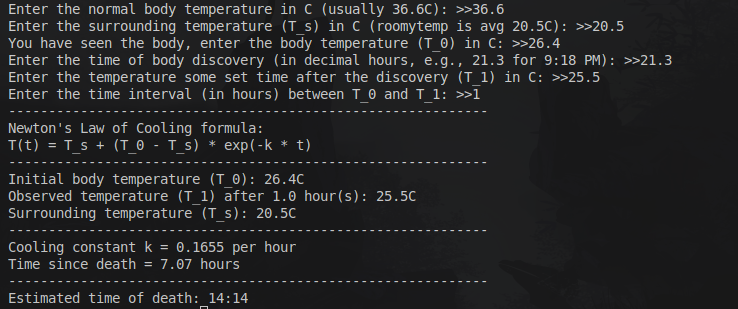 Enter the normal body temperature in C (usually 36.6C): >>36.6
Enter the surrounding temperature (T_s) in C (roomytemp is avg 20.5C): >>20.5
You have seen the body, enter the body temperature (T_0) in C: >>26.4
Enter the time of body discovery (in decimal hours, e.g., 21.3 for 9:18 PM): >>21.3
Enter the temperature some set time after the discovery (T_1) in C: >>25.5
Enter the time interval (in hours) between T_0 and T_1: >>1
------------------------------------------------------------
Newton's Law of Cooling formula:
T(t) = T_s + (T_0 - T_s) * exp(-k * t)
------------------------------------------------------------
Initial body temperature (T_0): 26.4C
Observed temperature (T_1) after 1.0 hour(s): 25.5C
Surrounding temperature (T_s): 20.5C
------------------------------------------------------------
Cooling constant k = 0.1655 per hour
Time since death = 7.07 hours
------------------------------------------------------------
Estimated time of death: 14:14